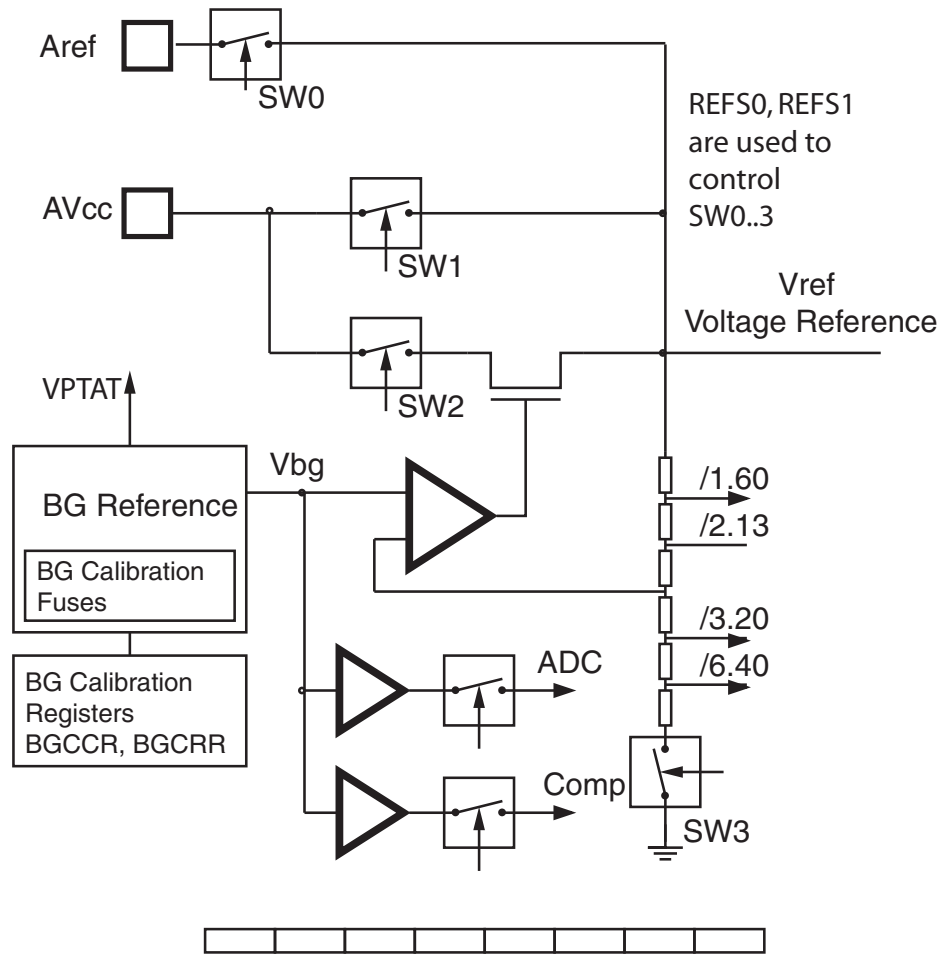 Aref
SW0
REFS0, REFS1
are used to
control
SW0..3
AVcc
SW1
Vref
Voltage Reference
SW2
VPTAT
Vbg
BG Reference
BG Calibration
Fuses
/1.60
/2.13
/3.20
/6.40
BG Calibration
Registers
BGCCR, BGCRR
ADC
Comp
SW3